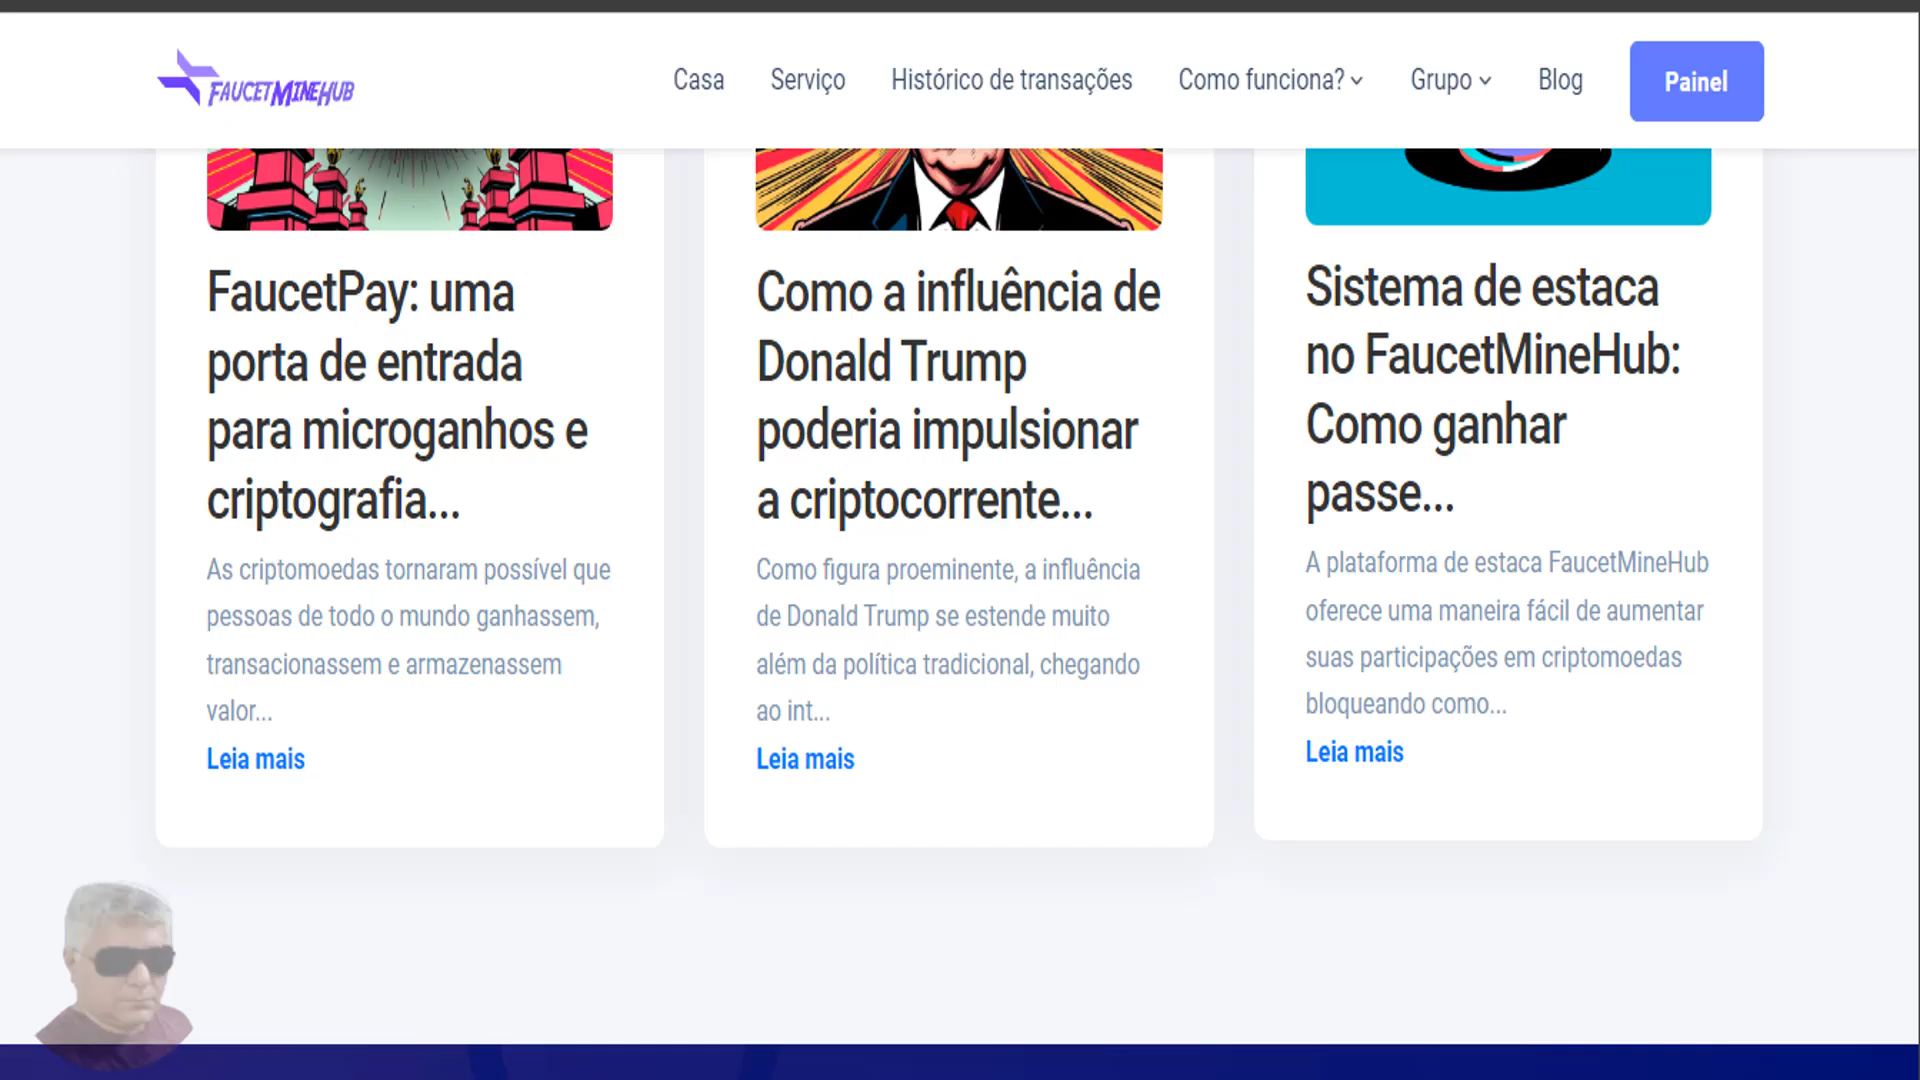 FAUCETMINEHUB
Casa
Serviço
Histórico de transações
Como funciona?
Grupo
Blog
Painel
FaucetPay: uma
porta de entrada
para microganhos e
criptografia...
As criptomoedas tornaram possível que
pessoas de todo o mundo ganhassem,
transacionassem e armazenassem
valor...
Leia mais
Como a influência de
Donald Trump
poderia impulsionar
a criptocorrente...
Como figura proeminente, a influência
de Donald Trump se estende muito
além da política tradicional, chegando
ao int...
Leia mais
Sistema de estaca
no FaucetMineHub:
Como ganhar
passe...
A plataforma de estaca FaucetMineHub
oferece uma maneira fácil de aumentar
suas participações em criptomoedas
bloqueando como...
Leia mais